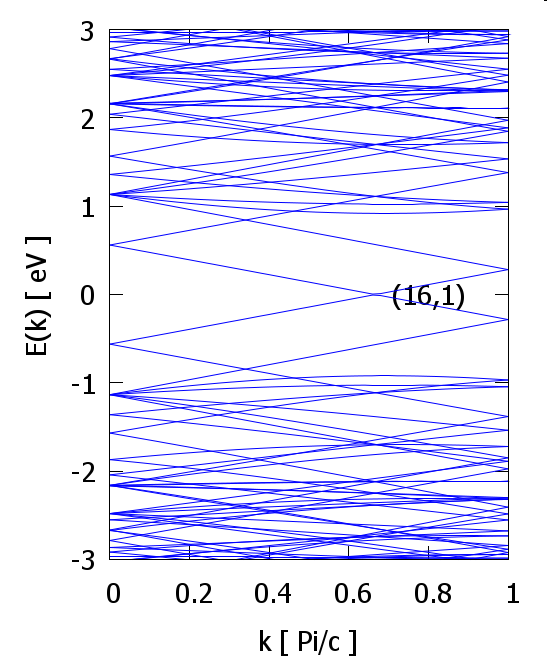 3
2
1
0
-1
-2
-3
E(k) [ eV ]
(16,1)
0 0.2 0.4 0.6 0.8 1
k [ Pi/c ]